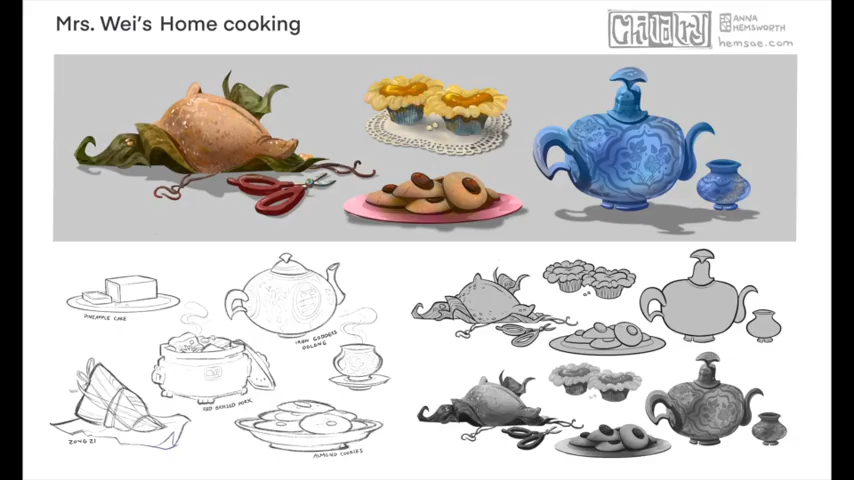 Mrs. Wei's Home cooking
Chivalry
ANNA
HEMSWORTH
hemsae.com
PINEAPPLE CAKE
IRON GODDESS
OOLONG
RED BRAISED PORK
ZONG ZI
ALMOND COOKIES